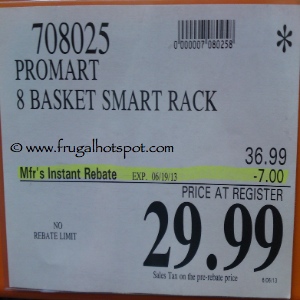 708025
0000007080258
*
PROMART
8 BASKET SMART RACK
www.frugalhotspot.com
36.99
Mfr's Instant Rebate EXP. 06/19/13 -7.00
PRICE AT REGISTER
NO
REBATE LIMIT
29.99
Sales Tax on the pre-rebate price